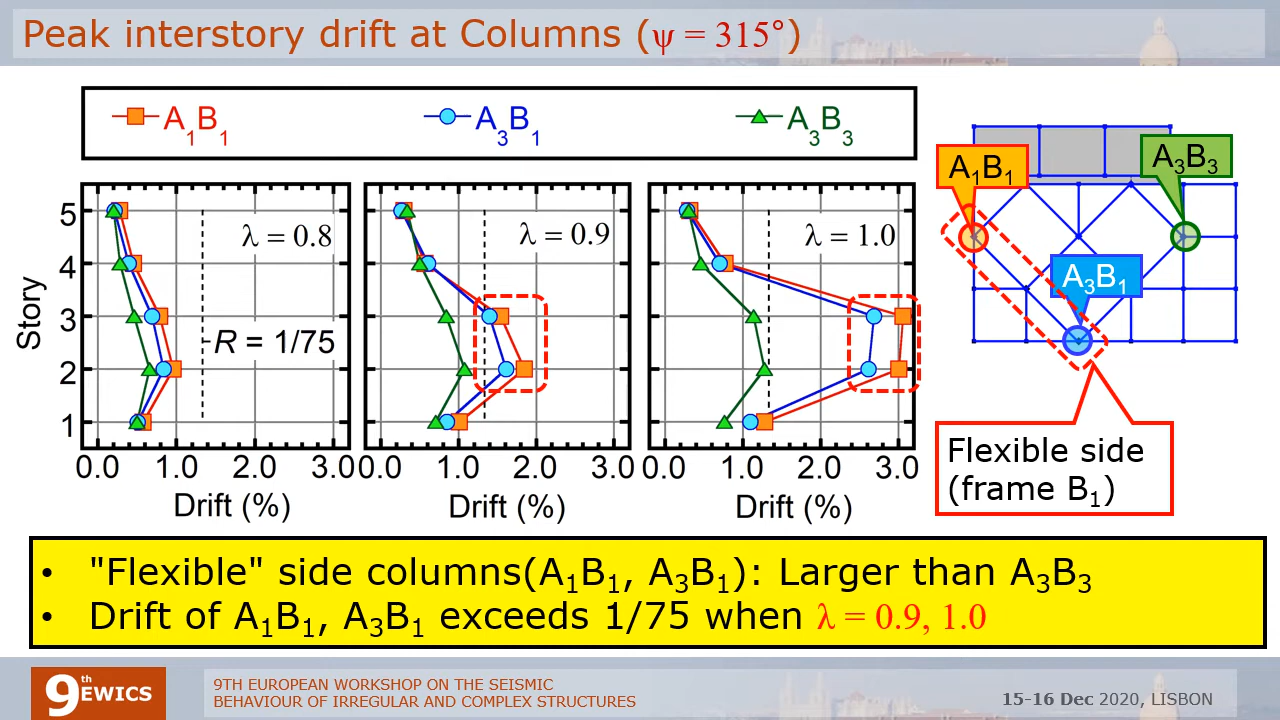 Peak interstory drift at Columns (ψ = 315°)
A1B1 A3B1 A3B3
Story
5
4
3
2
1
λ = 0.8
R = 1/75
0.0 1.0 2.0 3.0
Drift (%)
λ = 0.9
0.0 1.0 2.0 3.0
Drift (%)
λ = 1.0
0.0 1.0 2.0 3.0
Drift (%)
A1B1
A3B3
A3B1
Flexible side
(frame B1)
• "Flexible" side columns(A1B1, A3B1): Larger than A3B3
• Drift of A1B1, A3B1 exceeds 1/75 when λ = 0.9, 1.0
9th EWICS
9TH EUROPEAN WORKSHOP ON THE SEISMIC
BEHAVIOUR OF IRREGULAR AND COMPLEX STRUCTURES
15-16 Dec 2020, LISBON